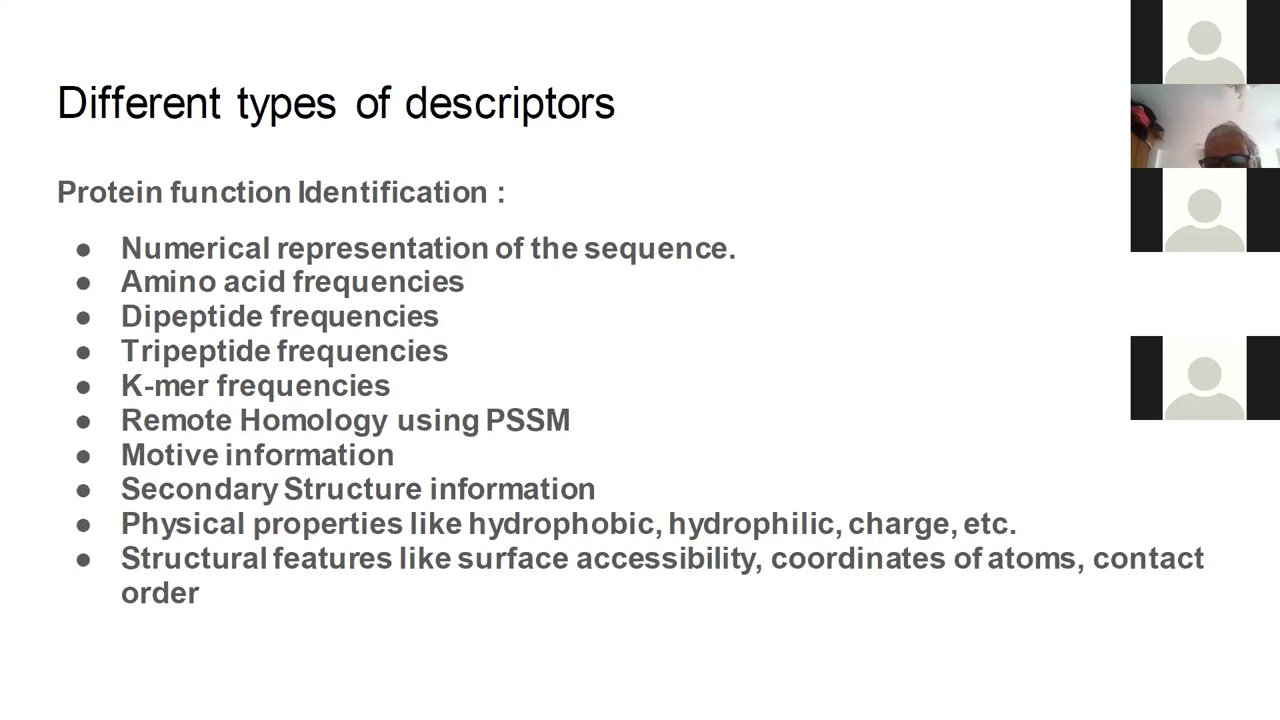 Different types of descriptors
Protein function Identification :
● Numerical representation of the sequence.
● Amino acid frequencies
● Dipeptide frequencies
● Tripeptide frequencies
● K-mer frequencies
● Remote Homology using PSSM
● Motive information
● Secondary Structure information
● Physical properties like hydrophobic, hydrophilic, charge, etc.
● Structural features like surface accessibility, coordinates of atoms, contact
order